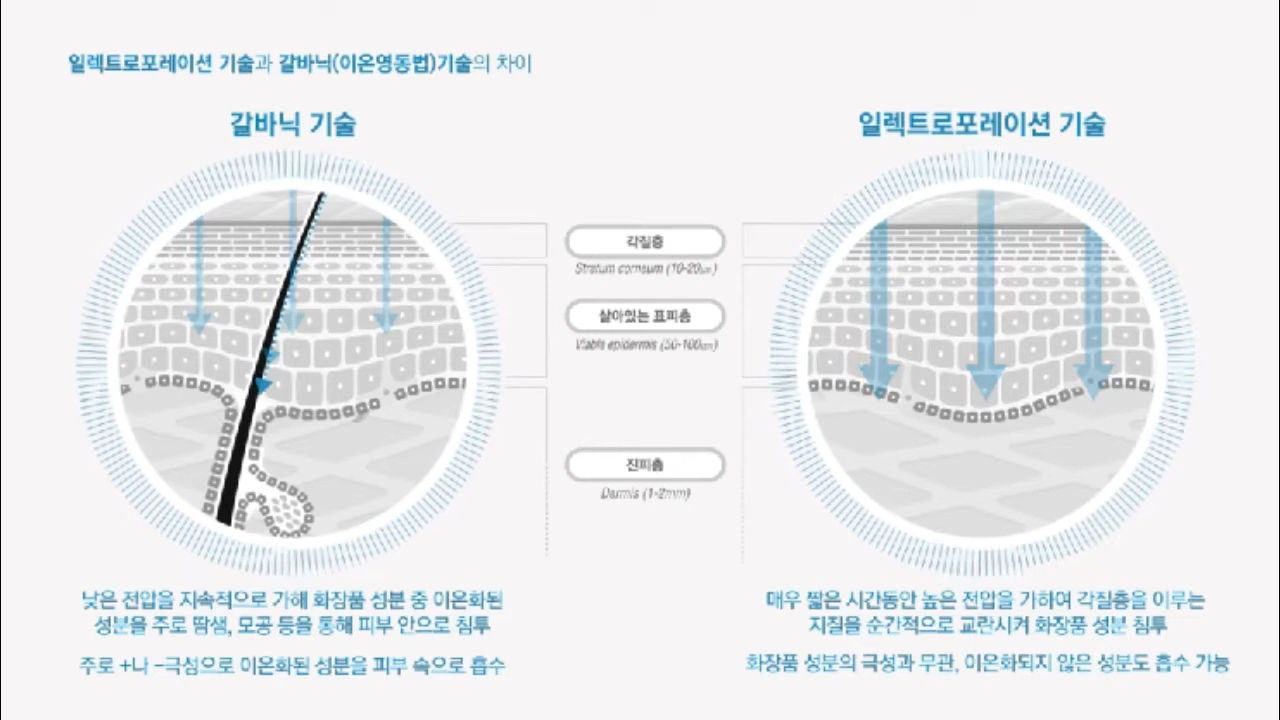 일렉트로포레이션 기술과 갈바닉(이온영동법)기술의 차이
갈바닉 기술
일렉트로포레이션 기술
각질층
Stratum corneum (10-20㎛)
살아있는 표피층
Viable epidermis (50-100㎛)
진피층
Dermis (1-2mm)
낮은 전압을 지속적으로 가해 화장품 성분 중 이온화된
성분을 주로 땀샘, 모공 등을 통해 피부 안으로 침투
주로 +나 -극성으로 이온화된 성분을 피부 속으로 흡수
매우 짧은 시간동안 높은 전압을 가하여 각질층을 이루는
지질을 순간적으로 교란시켜 화장품 성분 침투
화장품 성분의 극성과 무관, 이온화되지 않은 성분도 흡수 가능